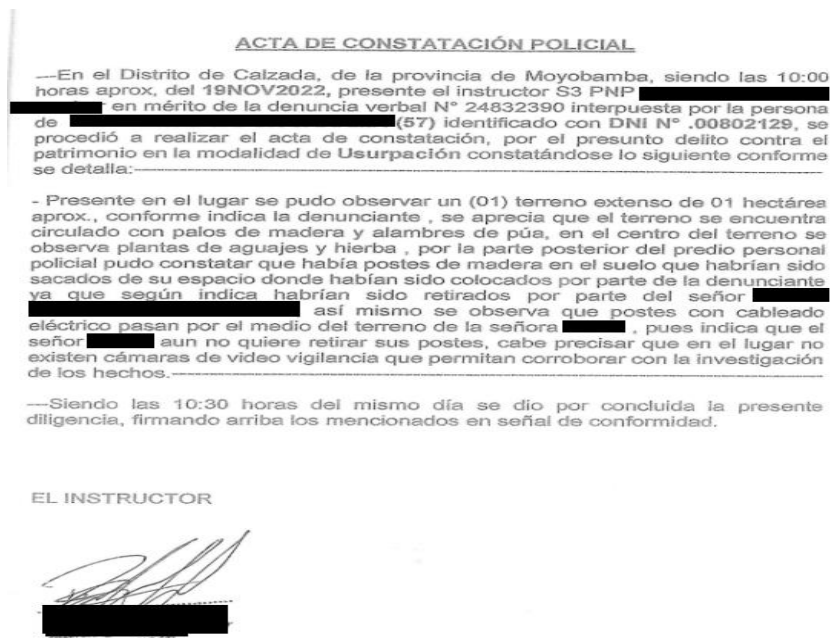 ACTA DE CONSTATACIÓN POLICIAL
---En el Distrito de Calzada, de la provincia de Moyobamba, siendo las 10:00
horas aprox, del 19NOV2022, presente el instructor S3 PNP
en mérito de la denuncia verbal N° 24832390 interpuesta por la persona
de (57) identificado con DNI N° .00802129, se
procedió a realizar el acta de constatación, por el presunto delito contra el
patrimonio en la modalidad de Usurpación constatándose lo siguiente conforme
se detalla:---
- Presente en el lugar se pudo observar un (01) terreno extenso de 01 hectárea
aprox., conforme indica la denunciante , se aprecia que el terreno se encuentra
circulado con palos de madera y alambres de púa, en el centro del terreno se
observa plantas de aguajes y hierba , por la parte posterior del predio personal
policial pudo constatar que había postes de madera en el suelo que habrían sido
sacados de su espacio donde habían sido colocados por parte de la denunciante
ya que según indica habrían sido retirados por parte del señor
así mismo se observa que postes con cableado
eléctrico pasan por el medio del terreno de la señora , pues indica que el
señor aun no quiere retirar sus postes, cabe precisar que en el lugar no
existen cámaras de video vigilancia que permitan corroborar con la investigación
de los hechos.---
---Siendo las 10:30 horas del mismo día se dio por concluida la presente
diligencia, firmando arriba los mencionados en señal de conformidad.
EL INSTRUCTOR